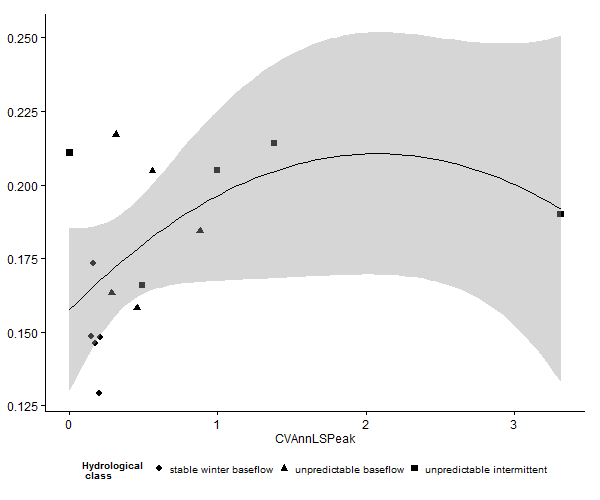 0.250
0.225
0.200
0.175
0.150
0.125
0 1 2 3
CVAnnLSPeak
Hydrological
class
stable winter baseflow unpredictable baseflow unpredictable intermittent